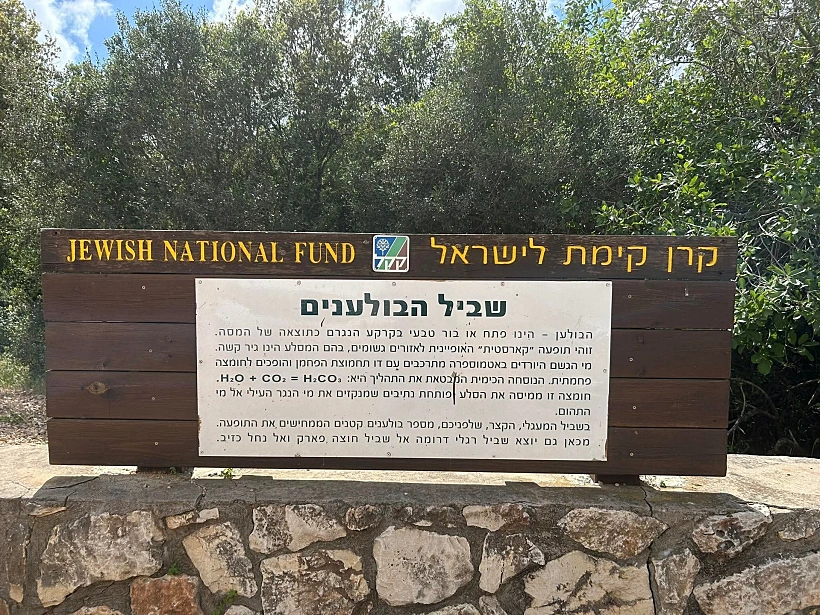 JEWISH NATIONAL FUND קק״ל קרן קימת לישראל
שביל הבולענים
הבולען – הינו פתח או בור טבעי בקרקע הנגרם כתוצאה של המסה.
זוהי תופעה "קארסטית" האופיינית לאזורים גשומים, בהם המסלע הינו גיר קשה.
מי הגשם היורדים באטמוספרה מתרכבים עם דו תחמוצת הפחמן והופכים לחומצה
פחמתית. הנוסחה הכימית המבטאת את התהליך היא: H₂O + CO₂ = H₂CO₃.
חומצה זו ממיסה את הסלע ופותחת נתיבים שמנקזים את מי הנגר העילי אל מי
התהום.
בשביל המעגלי, הקצר, שלפניכם, מספר בולענים קטנים הממחישים את התופעה.
מכאן גם יוצא שביל רגלי דרומה אל שביל חוצה פארק ואל נחל כזיב.